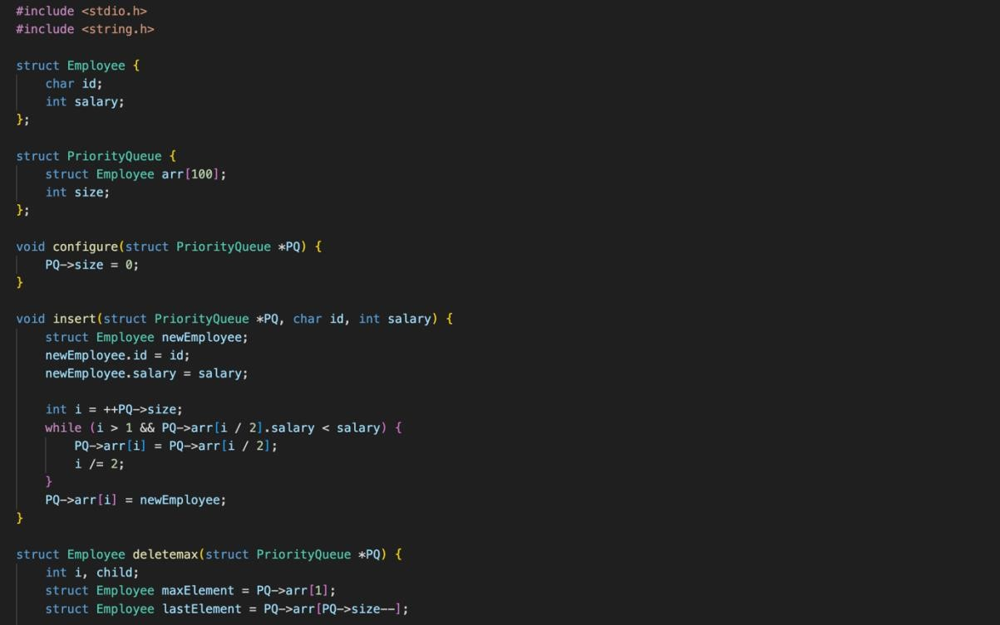 #include <stdio.h>
#include <string.h>
struct Employee {
    char id;
    int salary;
};
struct PriorityQueue {
    struct Employee arr[100];
    int size;
};
void configure(struct PriorityQueue *PQ) {
    PQ->size = 0;
}
void insert(struct PriorityQueue *PQ, char id, int salary) {
    struct Employee newEmployee;
    newEmployee.id = id;
    newEmployee.salary = salary;
    int i = ++PQ->size;
    while (i > 1 && PQ->arr[i / 2].salary < salary) {
        PQ->arr[i] = PQ->arr[i / 2];
        i /= 2;
    }
    PQ->arr[i] = newEmployee;
}
struct Employee deletemax(struct PriorityQueue *PQ) {
    int i, child;
    struct Employee maxElement = PQ->arr[1];
    struct Employee lastElement = PQ->arr[PQ->size--];